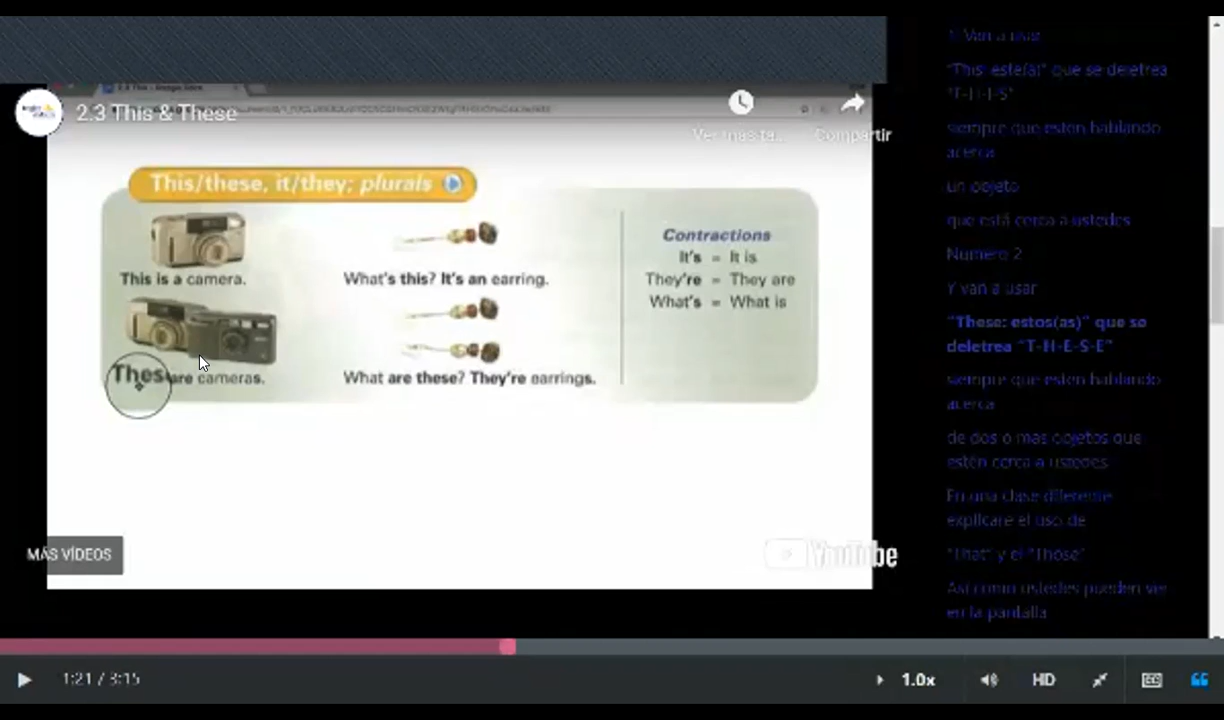 2.3 This & These
Ver más ta...
Compartir
This/these, it/they; plurals
This is a camera.
What's this? It's an earring.
These are cameras.
What are these? They're earrings.
Contractions
It's = It is
They're = They are
What's = What is
MÁS VÍDEOS
YouTube
1:21 / 3:15
1.0x
HD
CC
1. Van a usar
"This: este(a)" que se deletrea
"T-H-I-S"
siempre que estén hablando
acerca
un objeto
que está cerca a ustedes
Numero 2
Y van a usar
"These: estos(as)" que se
deletrea "T-H-E-S-E"
siempre que estén hablando
acerca
de dos o mas objetos que
estén cerca a ustedes
En una clase diferente
explicare el uso de
"That" y el "Those"
Así como ustedes pueden ver
en la pantalla